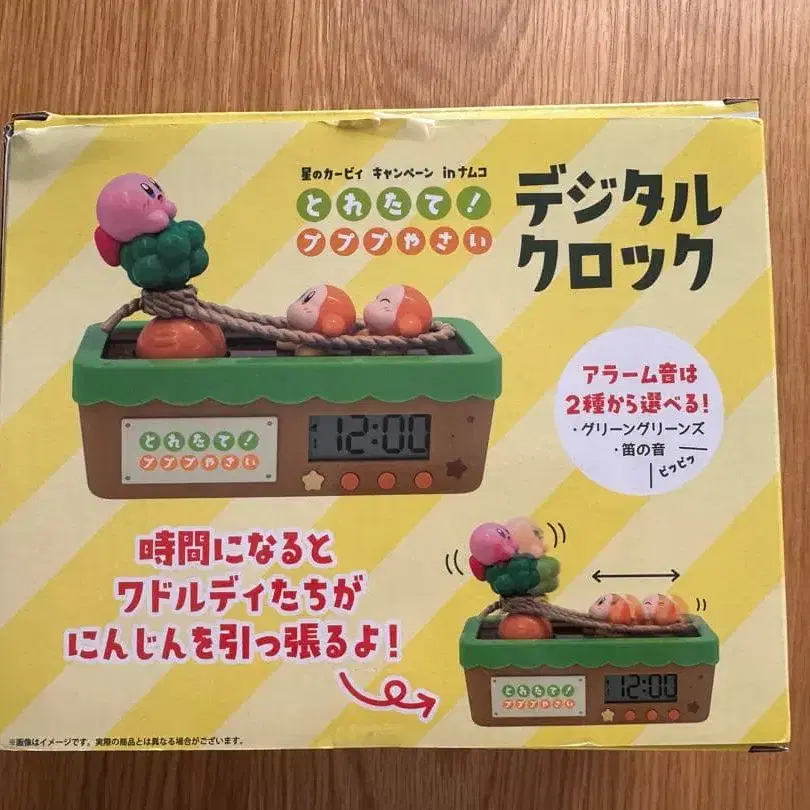 星のカービィ キャンペーン in ナムコ
とれたて!
プププやさい
デジタル
クロック
アラーム音は
2種から選べる!
・グリーングリーンズ
・笛の音
ピッピッ
12:00
とれたて!
プププやさい
時間になると
ワドルディたちが
にんじんを引っ張るよ!
12:00
とれたて!
プププやさい
※画像はイメージです。実際の商品とは異なる場合がございます。